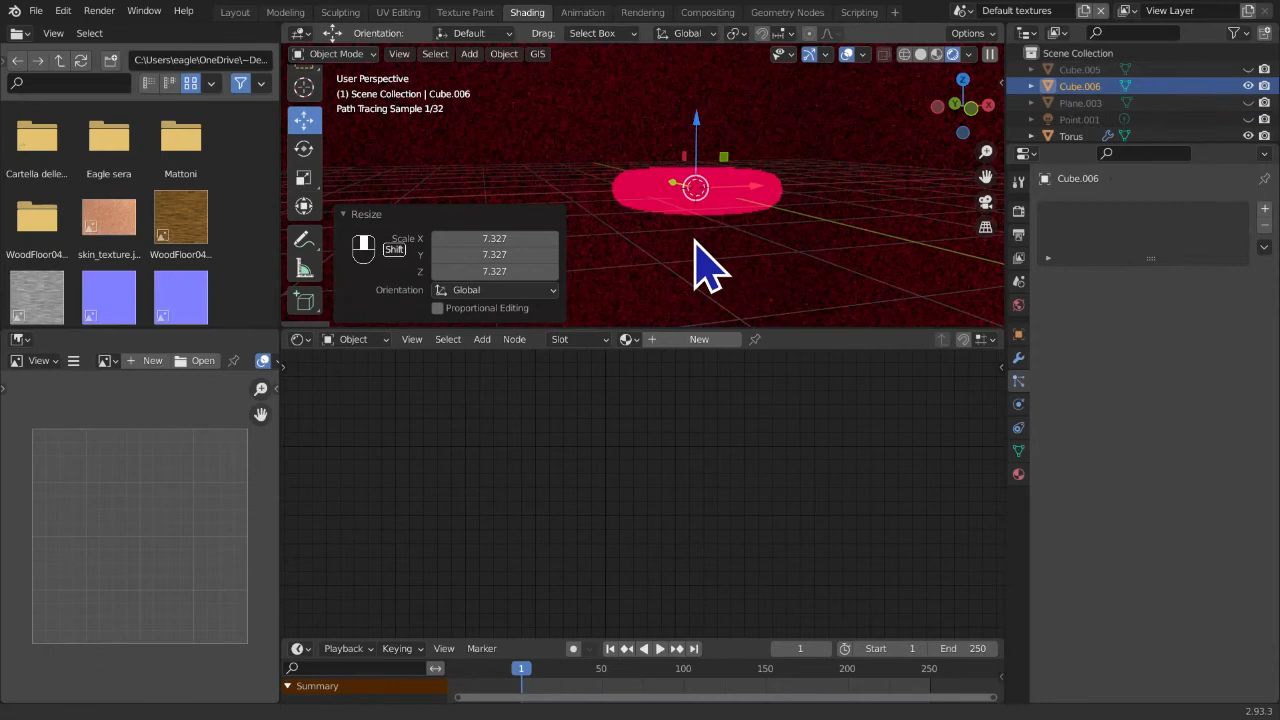 File Edit Render Window Help Layout Modeling Sculpting UV Editing Texture Paint Shading Animation Rendering Compositing Geometry Nodes Scripting + Default textures View Layer
View Select
Orientation: Default Drag: Select Box Global Options
Object Mode View Select Add Object GIS
C:\Users\eagle\OneDrive\~De...
Cartella delle... Eagle sera Mattoni
WoodFloor04... skin_texture.j... WoodFloor04...
User Perspective
(1) Scene Collection | Cube.006
Path Tracing Sample 1/32
Z
Y
X
Resize
Scale X 7.327
Y 7.327
Z 7.327
Orientation Global
Proportional Editing
Shift
Scene Collection
Cube.005
Cube.006
Plane.003
Point.001
Torus
Cube.006
View New Open
Object View Select Add Node Slot New
Playback Keying View Marker 1 Start 1 End 250
1 50 100 150 200 250
Summary
2.93.3